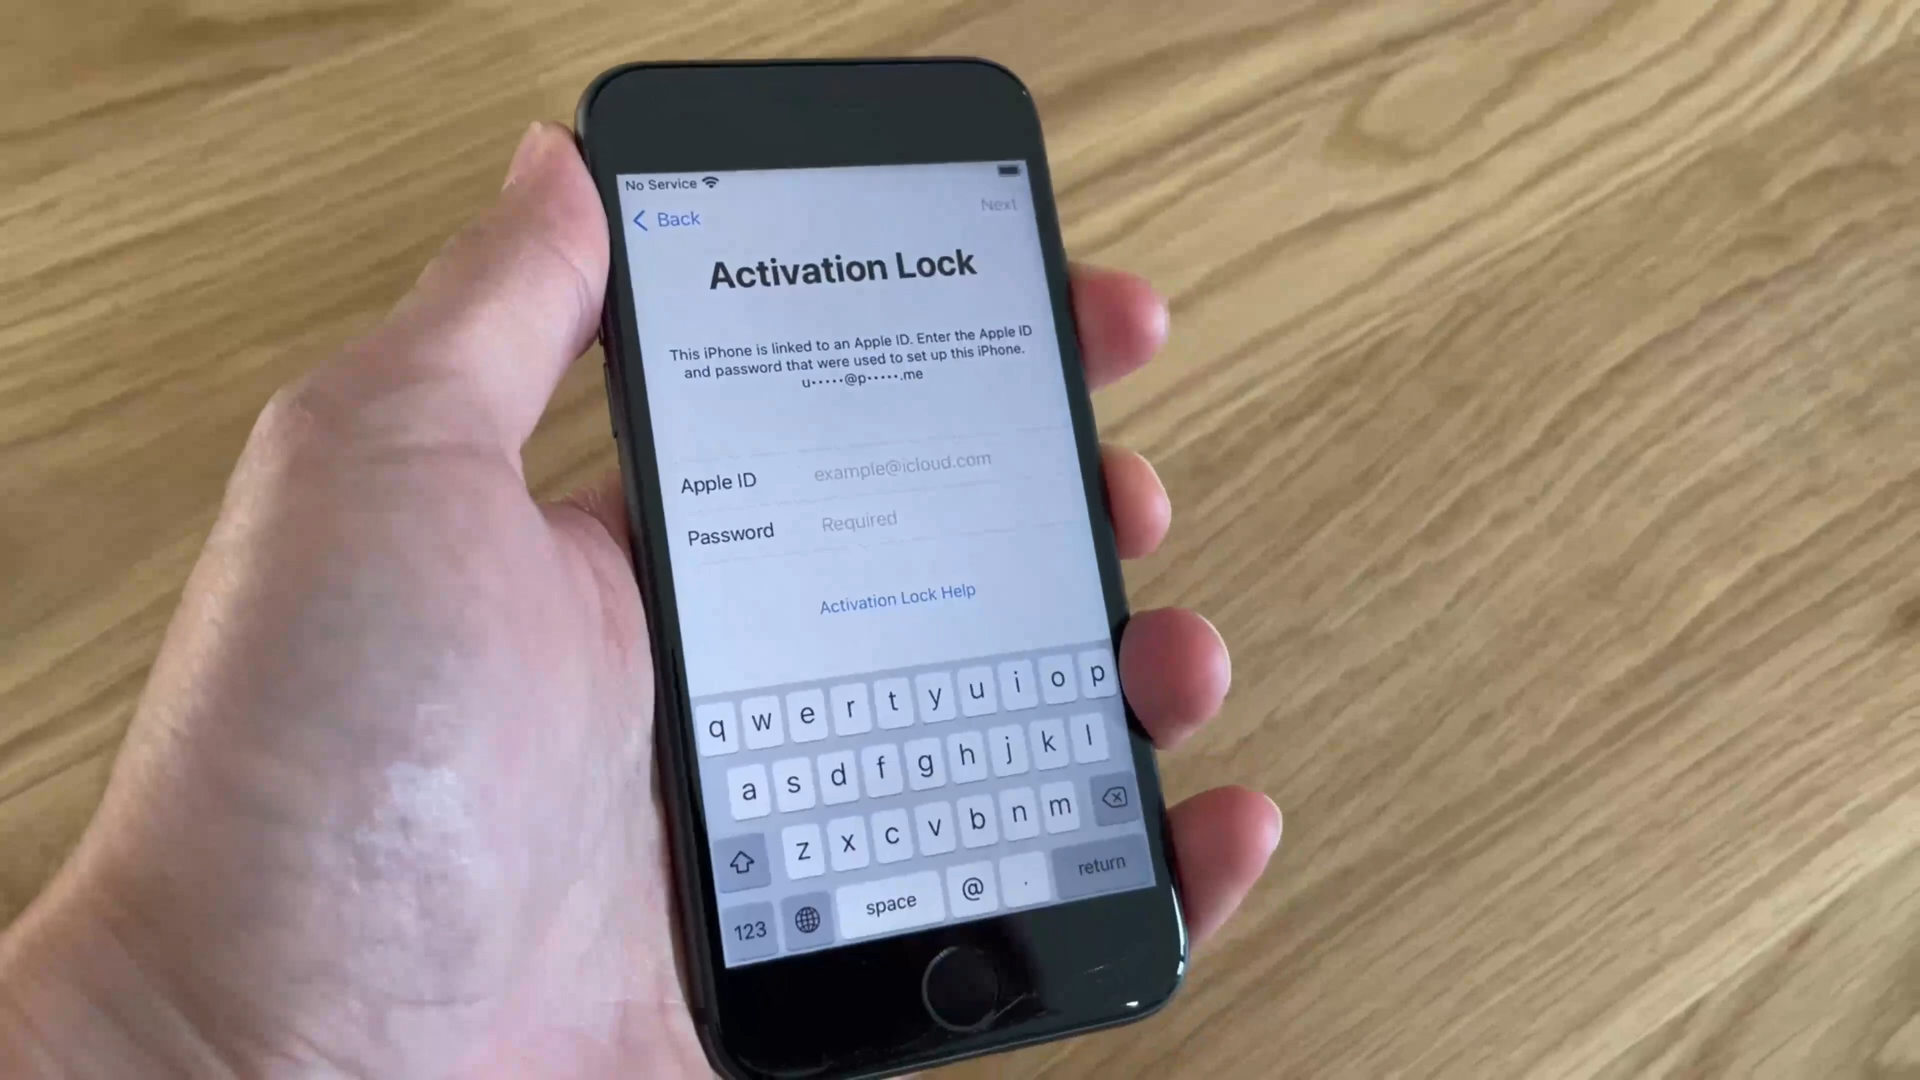 No Service
Back
Next
Activation Lock
This iPhone is linked to an Apple ID. Enter the Apple ID
and password that were used to set up this iPhone.
u•••••@p•••••.me
Apple ID example@icloud.com
Password Required
Activation Lock Help
q w e r t y u i o p
a s d f g h j k l
z x c v b n m
123 space @ . return